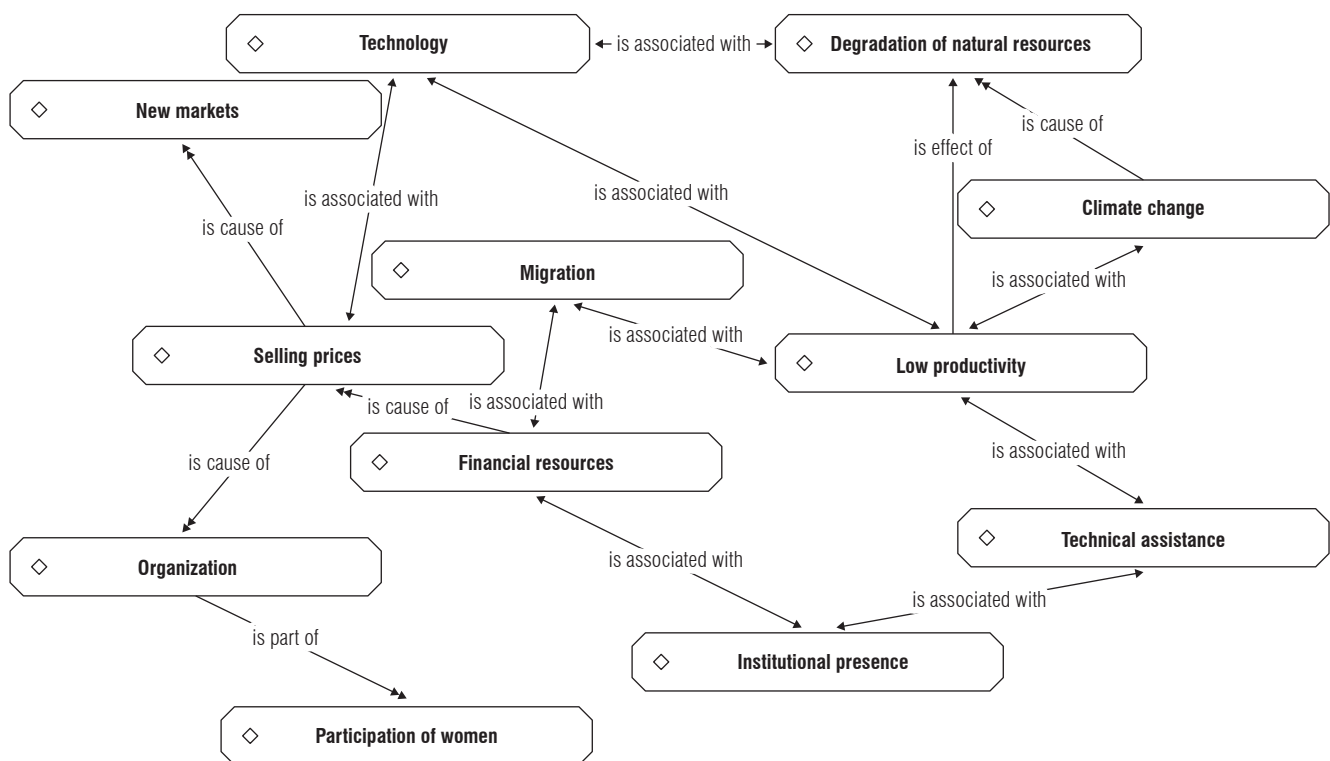 Technology
is associated with
Degradation of natural resources
New markets
is cause of
is effect of
is associated with
is associated with
Climate change
is cause of
Migration
is associated with
is associated with
Selling prices
Low productivity
is cause of
is associated with
is cause of
Financial resources
is associated with
Technical assistance
Organization
is associated with
is associated with
is part of
Institutional presence
Participation of women